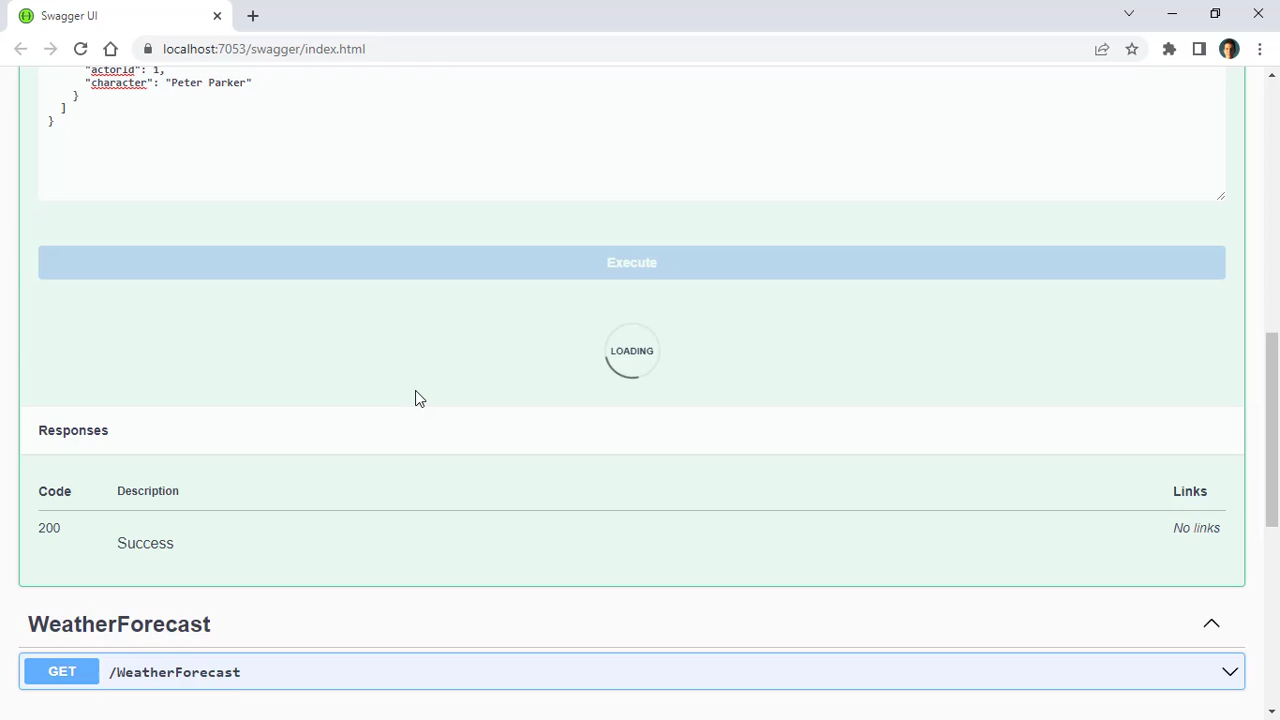 Swagger UI
localhost:7053/swagger/index.html
"actorId": 1,
"character": "Peter Parker"
}
]
}
Execute
LOADING
Responses
Code Description Links
200 Success No links
WeatherForecast
GET /WeatherForecast